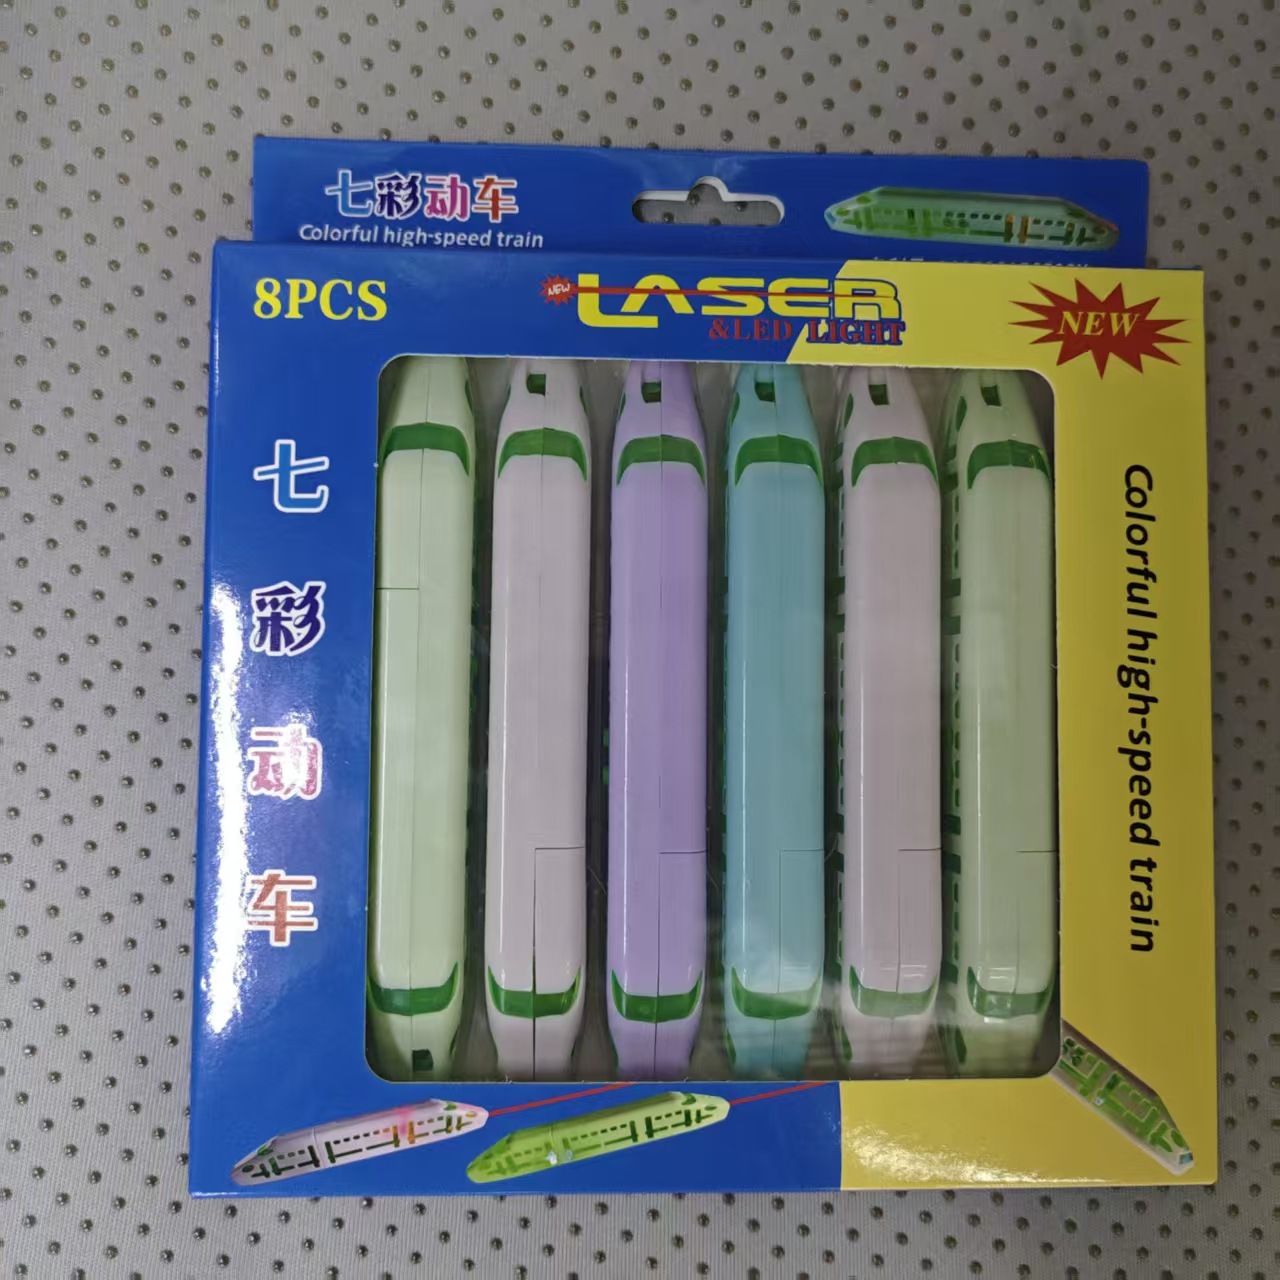 七彩动车
Colorful high-speed train
8PCS
NEW
LASER
&LED LIGHT
NEW
七彩动车
Colorful high-speed train